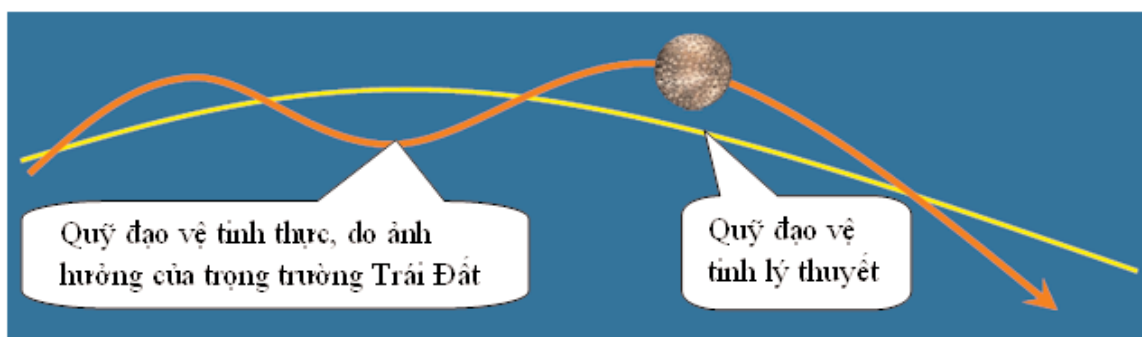 Quỹ đạo vệ tinh thực, do ảnh
hưởng của trọng trường Trái Đất
Quỹ đạo vệ
tinh lý thuyết